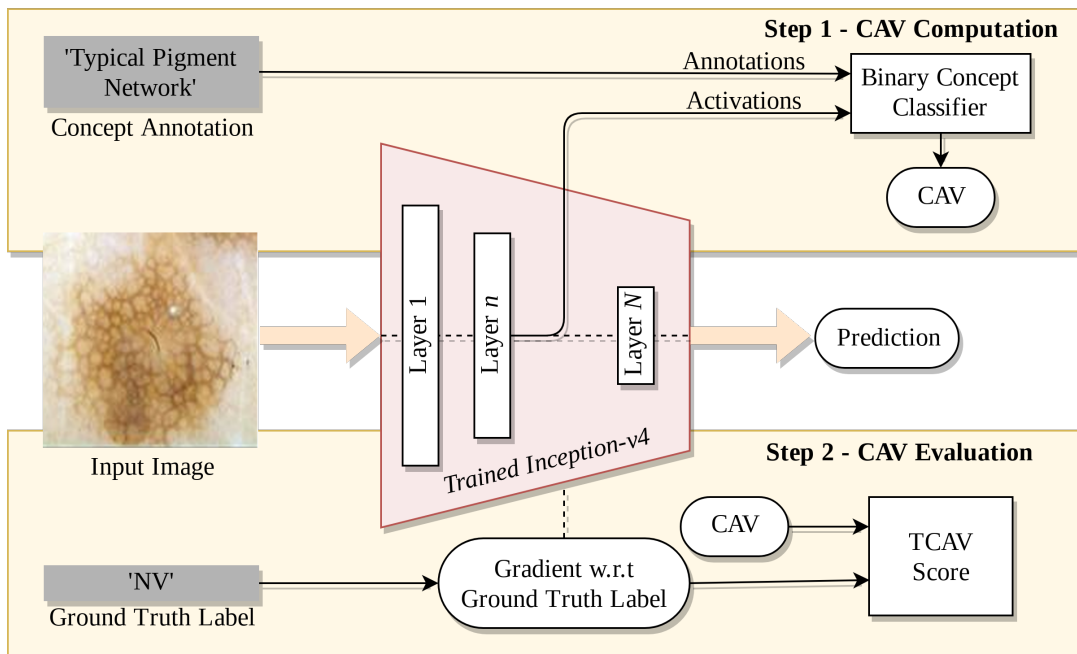 Step 1 - CAV Computation
'Typical Pigment
Network'
Concept Annotation
Annotations
Activations
Binary Concept
Classifier
CAV
Layer 1
Layer n
Layer N
Prediction
Trained Inception-v4
Input Image
Step 2 - CAV Evaluation
CAV
TCAV
Score
'NV'
Ground Truth Label
Gradient w.r.t
Ground Truth Label